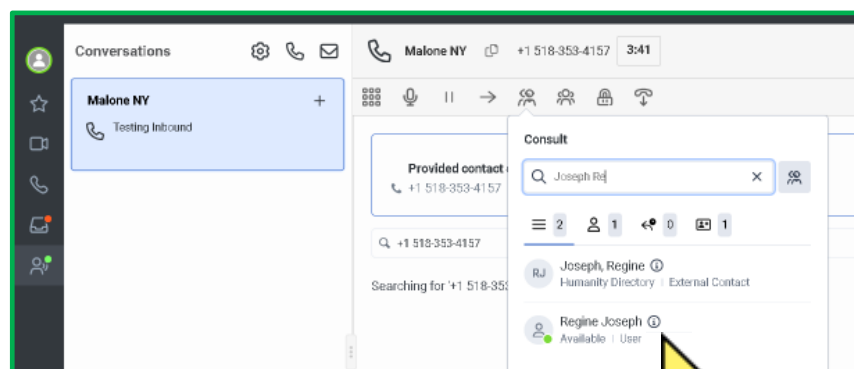 Conversations
Malone NY
+1 518-353-4157
3:41
Malone NY
Testing Inbound
Consult
Provided contact
+1 518-353-4157
Joseph Re
2
1
0
1
+1 518-353-4157
Searching for '+1 518-35
RJ
Joseph, Regine
Humanity Directory | External Contact
Regine Joseph
Available | User